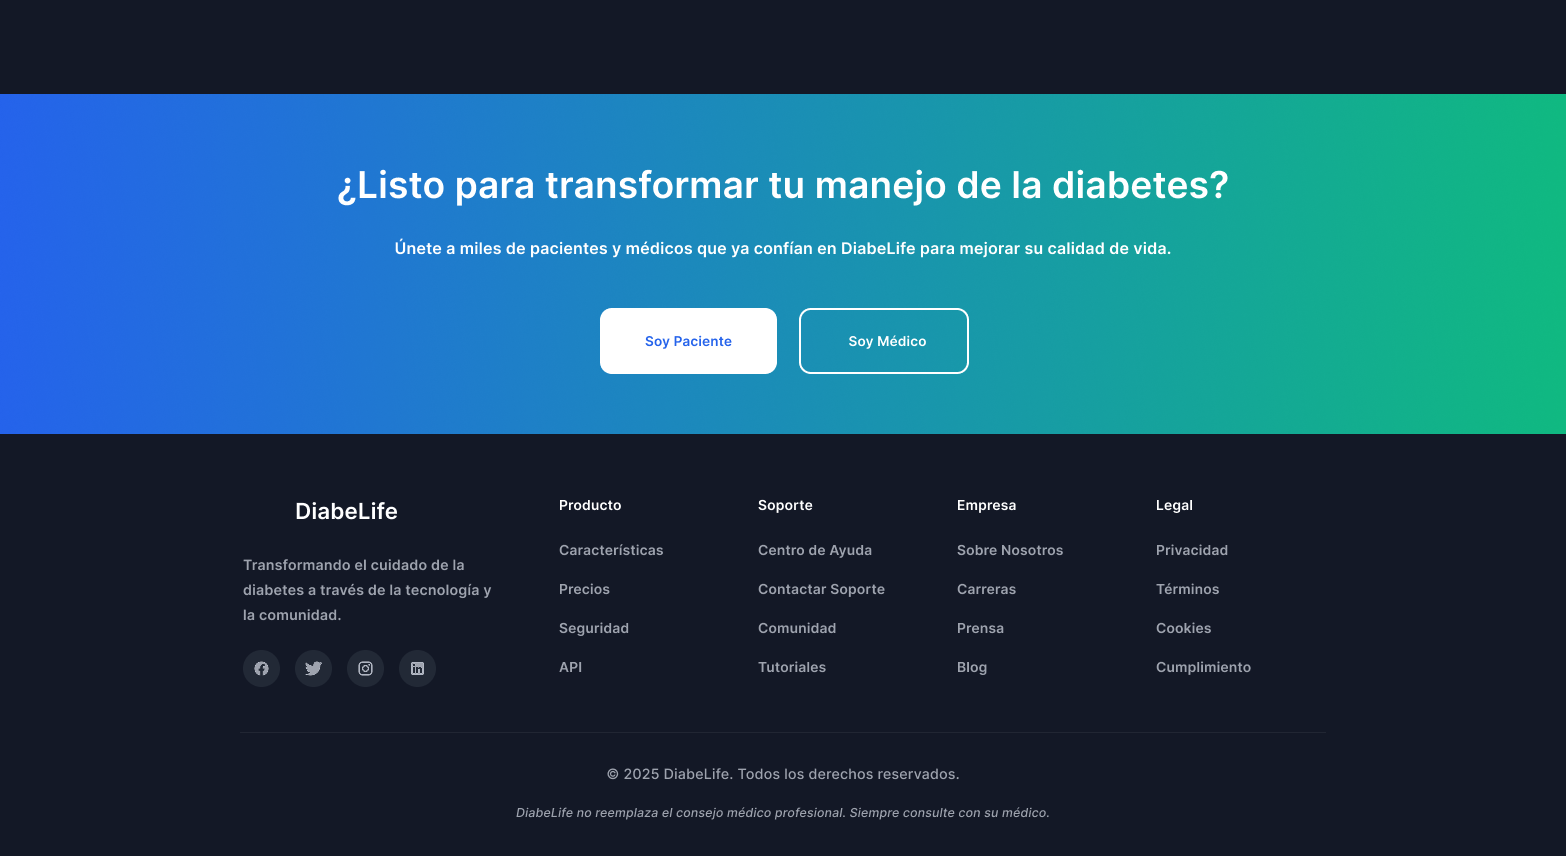 ¿Listo para transformar tu manejo de la diabetes?
Únete a miles de pacientes y médicos que ya confían en DiabeLife para mejorar su calidad de vida.
Soy Paciente
Soy Médico
DiabeLife
Transformando el cuidado de la
diabetes a través de la tecnología y
la comunidad.
Producto
Características
Precios
Seguridad
API
Soporte
Centro de Ayuda
Contactar Soporte
Comunidad
Tutoriales
Empresa
Sobre Nosotros
Carreras
Prensa
Blog
Legal
Privacidad
Términos
Cookies
Cumplimiento
© 2025 DiabeLife. Todos los derechos reservados.
DiabeLife no reemplaza el consejo médico profesional. Siempre consulte con su médico.